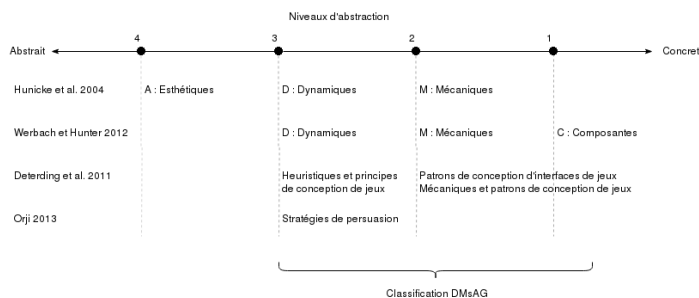 Niveaux d'abstraction
4 3 2 1
Abstrait Concret
Hunicke et al. 2004 A : Esthétiques D : Dynamiques M : Mécaniques
Werbach et Hunter 2012 D : Dynamiques M : Mécaniques C : Composantes
Deterding et al. 2011 Heuristiques et principes Patrons de conception d'interfaces de jeux
de conception de jeux Mécaniques et patrons de conception de jeux
Orji 2013 Stratégies de persuasion
Classification DMsAG